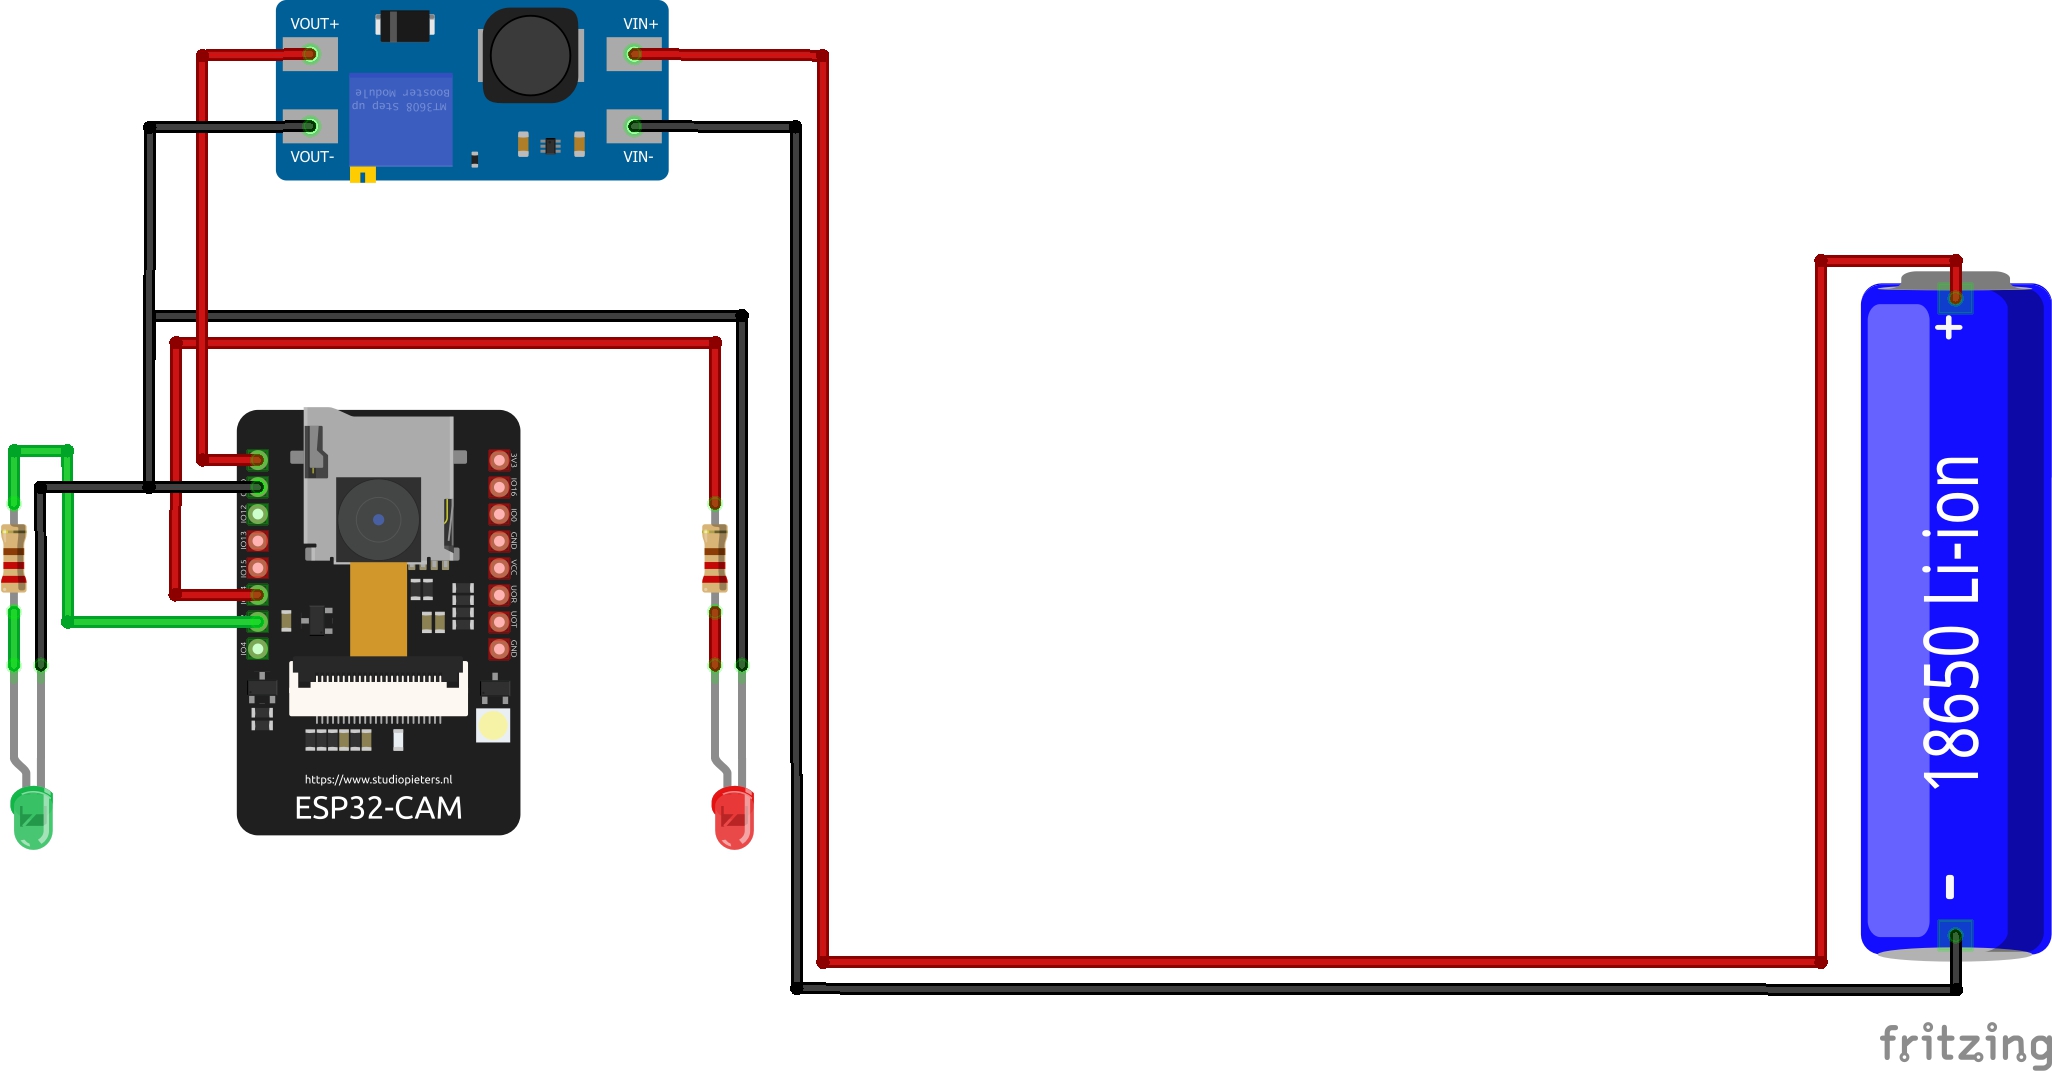 VOUT+
VIN+
MT3608 Step up
Booster Module
VOUT-
VIN-
IO12
IO13
IO15
IO4
3V3
IO16
IO0
GND
VCC
UOR
UOT
GND
https://www.studiopieters.nl
ESP32-CAM
+
18650 Li-ion
-
fritzing